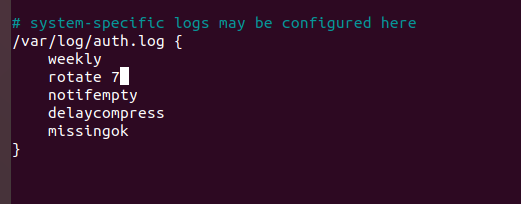 # system-specific logs may be configured here
/var/log/auth.log {
    weekly
    rotate 7
    notifempty
    delaycompress
    missingok
}